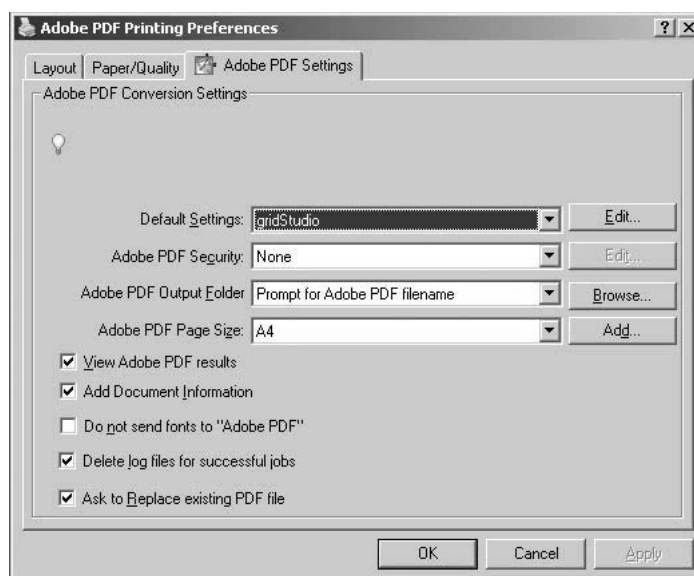 Adobe PDF Printing Preferences ? X
Layout Paper/Quality Adobe PDF Settings
Adobe PDF Conversion Settings
Default Settings: gridStudio Edit...
Adobe PDF Security: None Edit...
Adobe PDF Output Folder Prompt for Adobe PDF filename Browse...
Adobe PDF Page Size: A4 Add...
View Adobe PDF results
Add Document Information
Do not send fonts to "Adobe PDF"
Delete log files for successful jobs
Ask to Replace existing PDF file
OK Cancel Apply